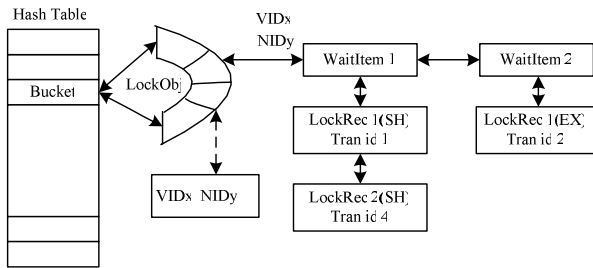 Hash Table
Bucket
LockObj
VIDx
NIDy
VIDx NIDy
WaitItem 1
WaitItem 2
LockRec 1(SH)
Tran id 1
LockRec 2(SH)
Tran id 4
LockRec 1(EX)
Tran id 2